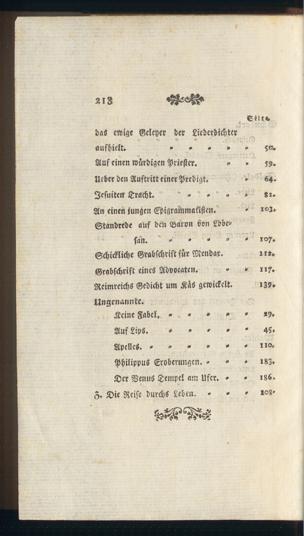 213
Seite
das ewige Geleyer der Liederdichter
aufhielt. 50.
Auf einen würdigen Priester. 59.
Ueber den Auftritt einer Predigt. 64.
Jesuiten Tracht. 81.
An einen jungen Epigrammatisten. 103.
Standrede auf den Baron von Lobe-
san. 107.
Schickliche Grabschrift für Mendax. 112.
Grabschrift eines Advocaten. 117.
Reimreichs Gedicht um Käs gewickelt. 139.
Ungenannte.
Keine Fabel. 29.
Auf Lips. 45.
Apelles. 110.
Philippus Eroberungen. 183.
Der Venus Tempel am Ufer. 186.
Z. Die Reise durchs Leben. 108.